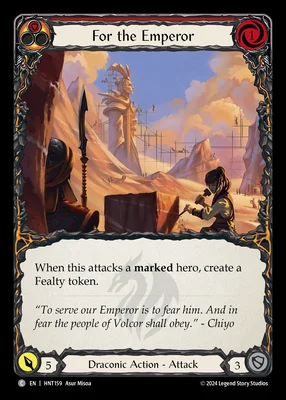 For the Emperor
When this attacks a marked hero, create a
Fealty token.
“To serve our Emperor is to fear him. And in
fear the people of Volcor shall obey.” - Chiyo
5
Draconic Action - Attack
3
C EN | HNT159 Asur Misoa
© 2024 Legend Story Studios